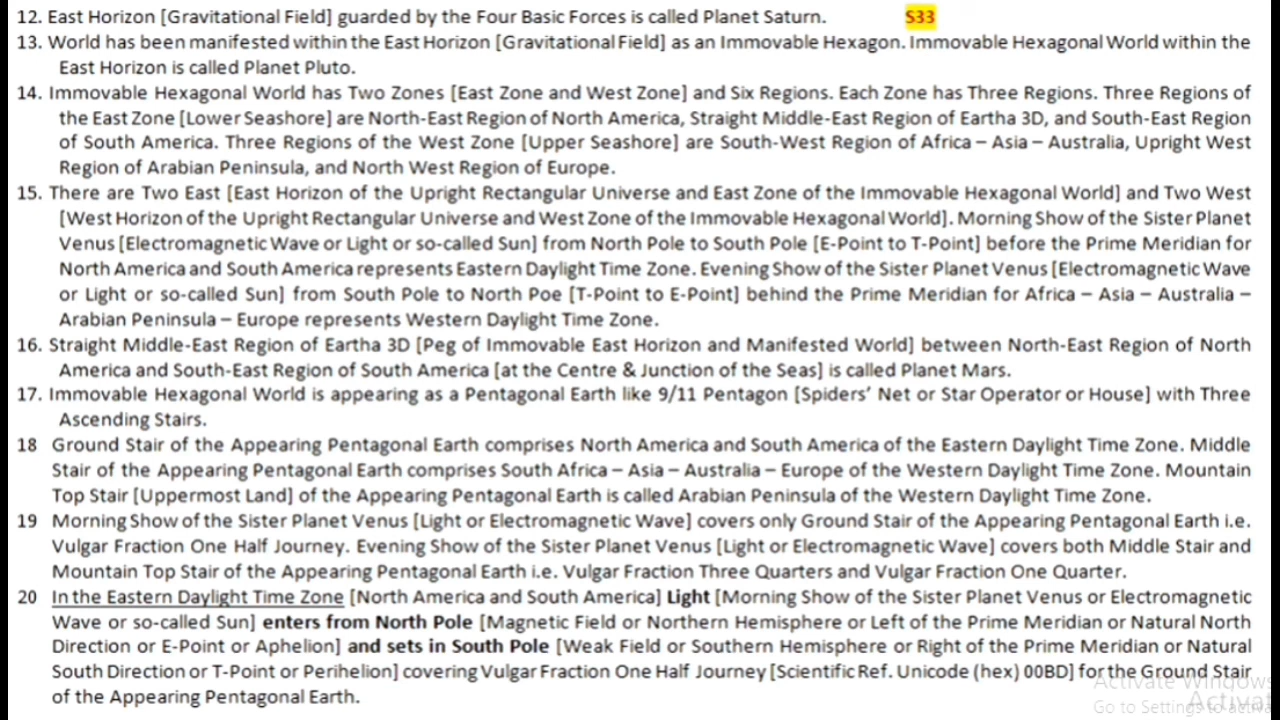 12. East Horizon [Gravitational Field] guarded by the Four Basic Forces is called Planet Saturn. S33
13. World has been manifested within the East Horizon [Gravitational Field] as an Immovable Hexagon. Immovable Hexagonal World within the
East Horizon is called Planet Pluto.
14. Immovable Hexagonal World has Two Zones [East Zone and West Zone] and Six Regions. Each Zone has Three Regions. Three Regions of
the East Zone [Lower Seashore] are North-East Region of North America, Straight Middle-East Region of Eartha 3D, and South-East Region
of South America. Three Regions of the West Zone [Upper Seashore] are South-West Region of Africa – Asia – Australia, Upright West
Region of Arabian Peninsula, and North West Region of Europe.
15. There are Two East [East Horizon of the Upright Rectangular Universe and East Zone of the Immovable Hexagonal World] and Two West
[West Horizon of the Upright Rectangular Universe and West Zone of the Immovable Hexagonal World]. Morning Show of the Sister Planet
Venus [Electromagnetic Wave or Light or so-called Sun] from North Pole to South Pole [E-Point to T-Point] before the Prime Meridian for
North America and South America represents Eastern Daylight Time Zone. Evening Show of the Sister Planet Venus [Electromagnetic Wave
or Light or so-called Sun] from South Pole to North Poe [T-Point to E-Point] behind the Prime Meridian for Africa – Asia – Australia –
Arabian Peninsula – Europe represents Western Daylight Time Zone.
16. Straight Middle-East Region of Eartha 3D [Peg of Immovable East Horizon and Manifested World] between North-East Region of North
America and South-East Region of South America [at the Centre & Junction of the Seas] is called Planet Mars.
17. Immovable Hexagonal World is appearing as a Pentagonal Earth like 9/11 Pentagon [Spiders' Net or Star Operator or House] with Three
Ascending Stairs.
18 Ground Stair of the Appearing Pentagonal Earth comprises North America and South America of the Eastern Daylight Time Zone. Middle
Stair of the Appearing Pentagonal Earth comprises South Africa – Asia – Australia – Europe of the Western Daylight Time Zone. Mountain
Top Stair [Uppermost Land] of the Appearing Pentagonal Earth is called Arabian Peninsula of the Western Daylight Time Zone.
19 Morning Show of the Sister Planet Venus [Light or Electromagnetic Wave] covers only Ground Stair of the Appearing Pentagonal Earth i.e.
Vulgar Fraction One Half Journey. Evening Show of the Sister Planet Venus [Light or Electromagnetic Wave] covers both Middle Stair and
Mountain Top Stair of the Appearing Pentagonal Earth i.e. Vulgar Fraction Three Quarters and Vulgar Fraction One Quarter.
20 In the Eastern Daylight Time Zone [North America and South America] Light [Morning Show of the Sister Planet Venus or Electromagnetic
Wave or so-called Sun] enters from North Pole [Magnetic Field or Northern Hemisphere or Left of the Prime Meridian or Natural North
Direction or E-Point or Aphelion] and sets in South Pole [Weak Field or Southern Hemisphere or Right of the Prime Meridian or Natural
South Direction or T-Point or Perihelion] covering Vulgar Fraction One Half Journey [Scientific Ref. Unicode (hex) 00BD] for the Ground Stair
of the Appearing Pentagonal Earth.
Activate Windows
Go to Settings to activa
Activat